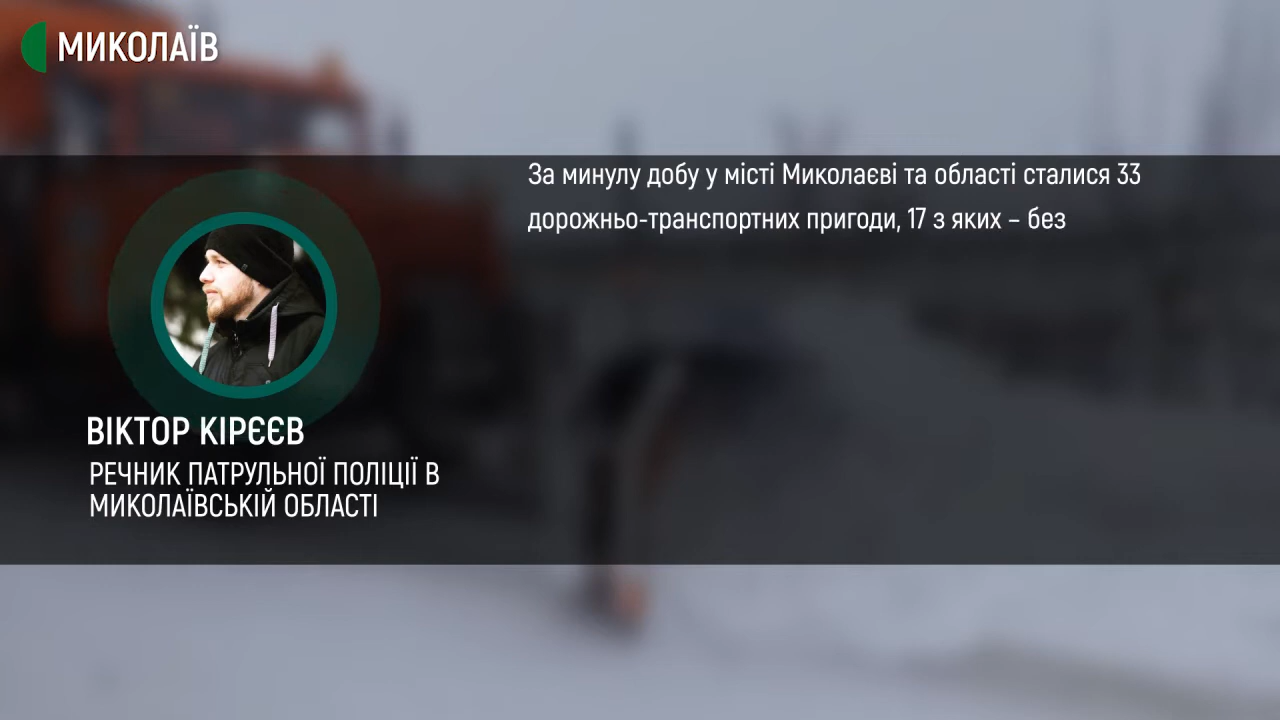 МИКОЛАЇВ
За минулу добу у місті Миколаєві та області сталися 33
дорожньо-транспортних пригоди, 17 з яких – без
ВІКТОР КІРЄЄВ
РЕЧНИК ПАТРУЛЬНОЇ ПОЛІЦІЇ В
МИКОЛАЇВСЬКІЙ ОБЛАСТІ